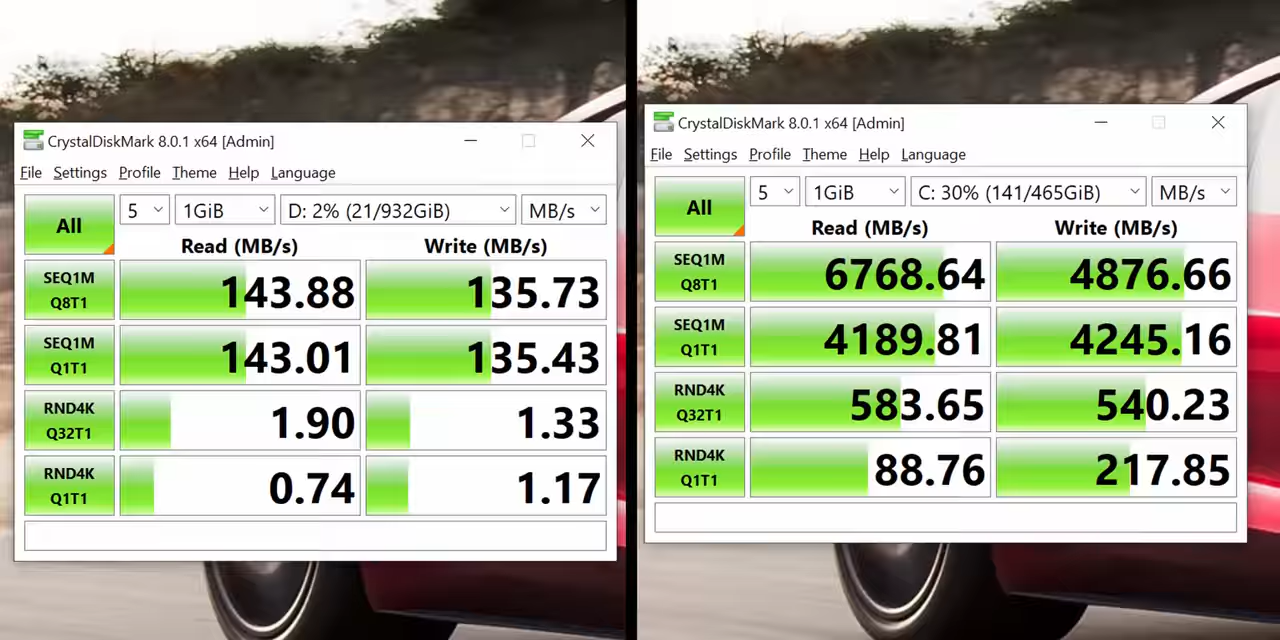 CrystalDiskMark 8.0.1 x64 [Admin]
File Settings Profile Theme Help Language
All 5 1GiB D: 2% (21/932GiB) MB/s
Read (MB/s) Write (MB/s)
SEQ1M Q8T1 143.88 135.73
SEQ1M Q1T1 143.01 135.43
RND4K Q32T1 1.90 1.33
RND4K Q1T1 0.74 1.17
CrystalDiskMark 8.0.1 x64 [Admin]
File Settings Profile Theme Help Language
All 5 1GiB C: 30% (141/465GiB) MB/s
Read (MB/s) Write (MB/s)
SEQ1M Q8T1 6768.64 4876.66
SEQ1M Q1T1 4189.81 4245.16
RND4K Q32T1 583.65 540.23
RND4K Q1T1 88.76 217.85